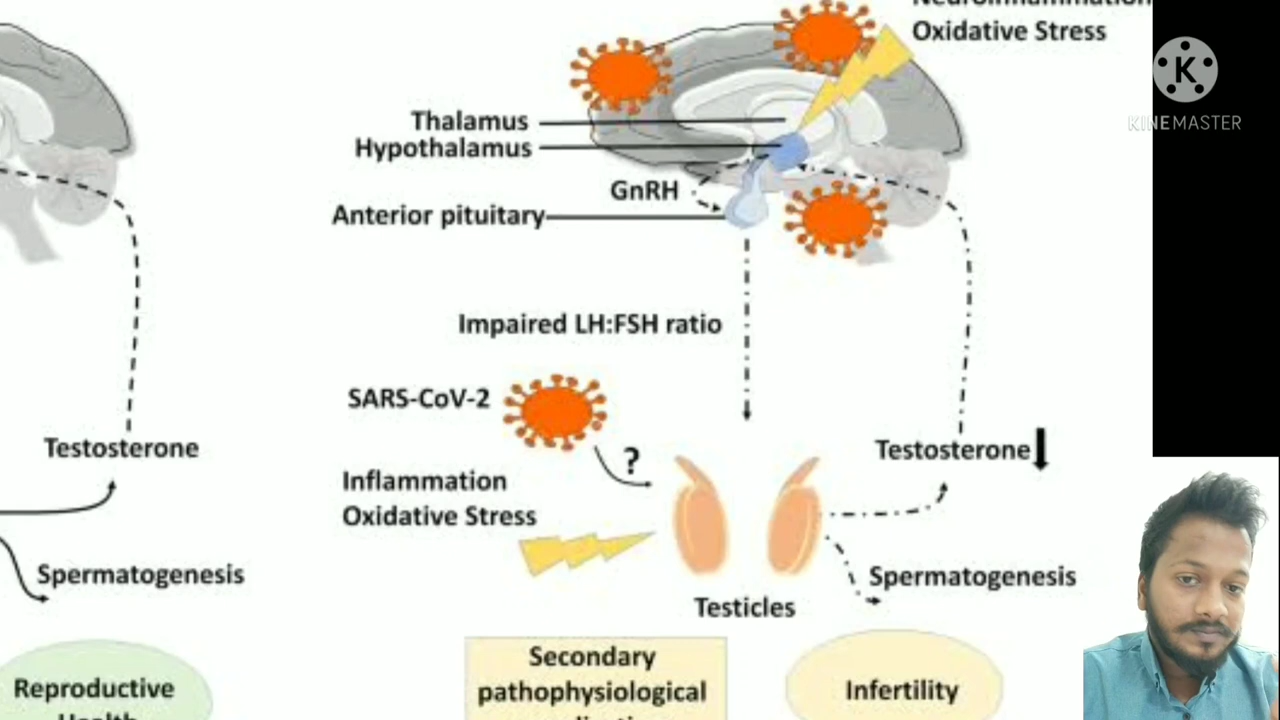 Oxidative Stress
K
KINEMASTER
Thalamus
Hypothalamus
GnRH
Anterior pituitary
Impaired LH:FSH ratio
SARS-CoV-2
?
Testosterone
Testosterone
Inflammation
Oxidative Stress
Spermatogenesis
Spermatogenesis
Testicles
Reproductive
Secondary
pathophysiological
Infertility